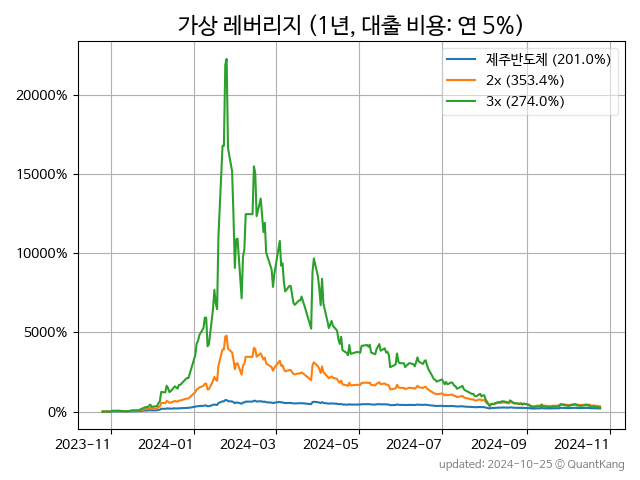 가상 레버리지 (1년, 대출 비용: 연 5%)
제주반도체 (201.0%)
2x (353.4%)
3x (274.0%)
20000%
15000%
10000%
5000%
0%
2023-11 2024-01 2024-03 2024-05 2024-07 2024-09 2024-11
updated: 2024-10-25 © QuantKang